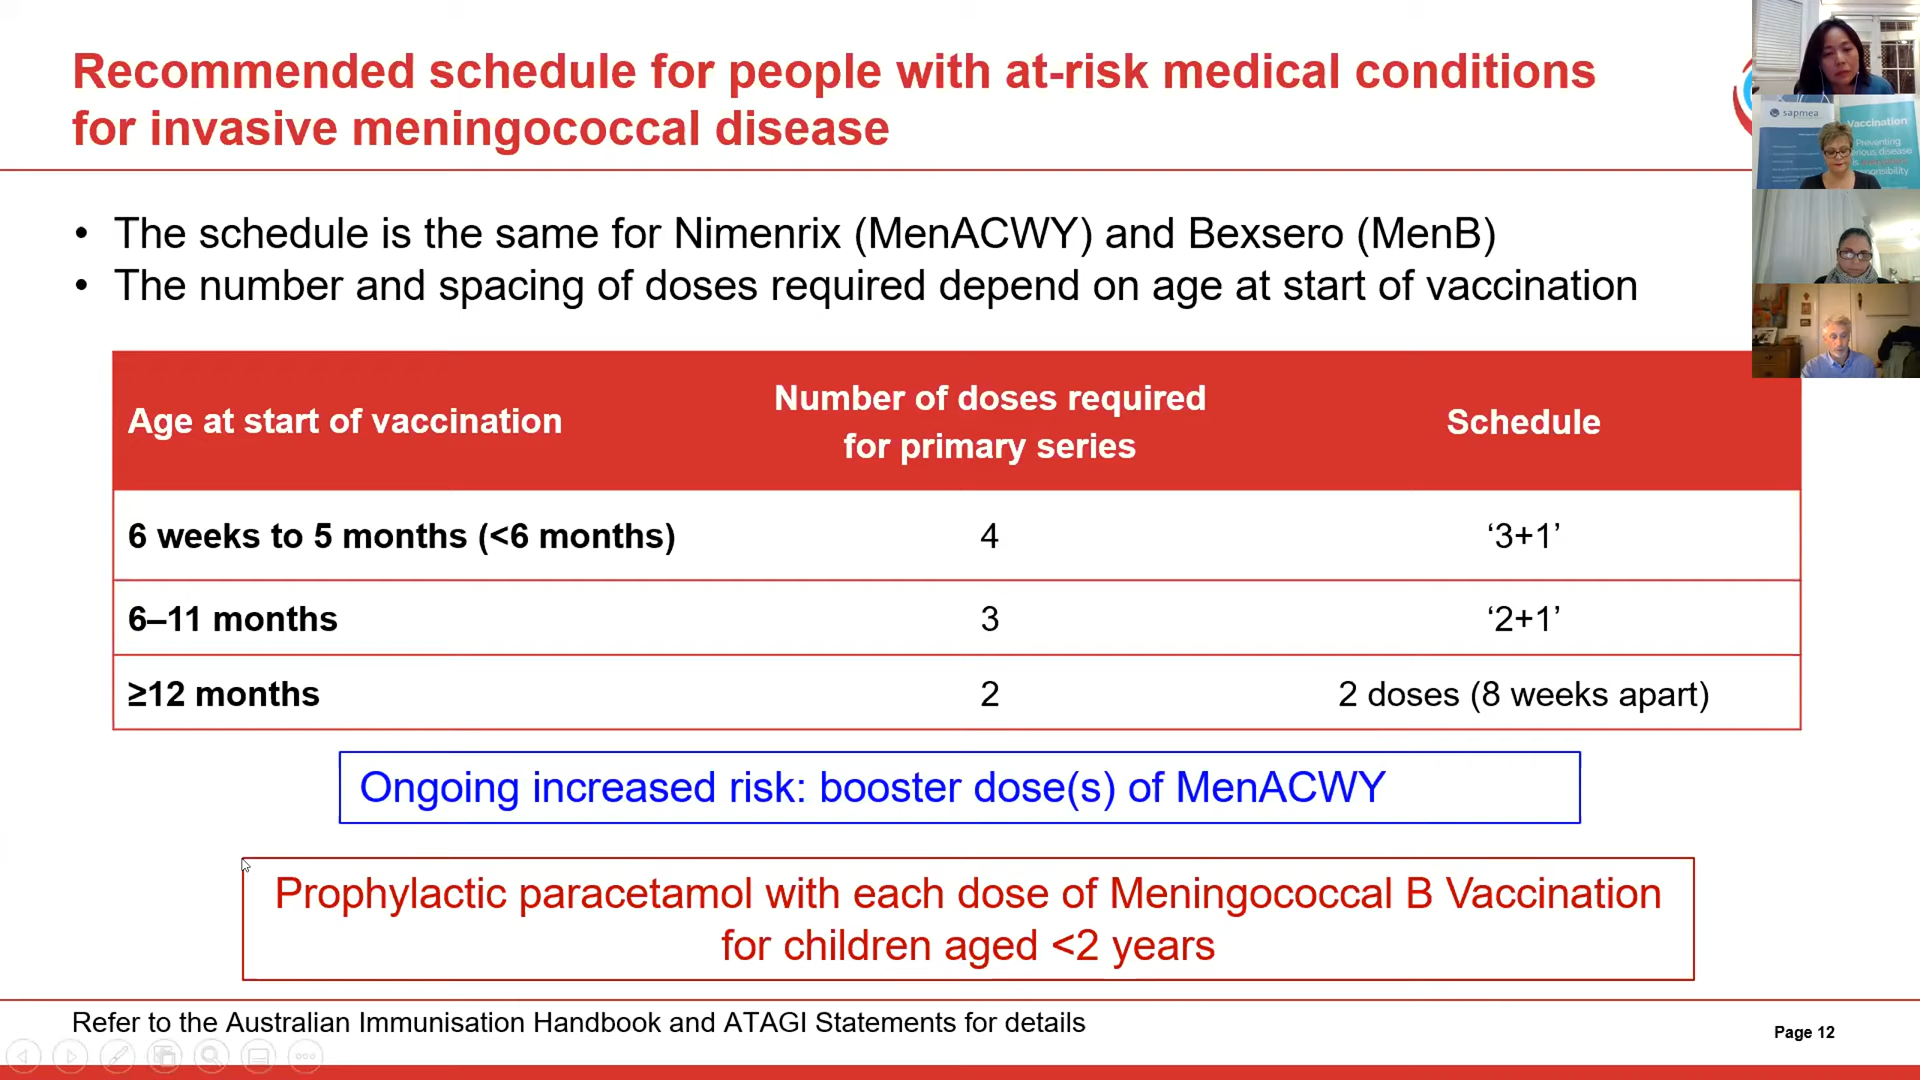 Recommended schedule for people with at-risk medical conditions
for invasive meningococcal disease
sapmea
Vaccination
Preventing
responsibility
• The schedule is the same for Nimenrix (MenACWY) and Bexsero (MenB)
• The number and spacing of doses required depend on age at start of vaccination
Age at start of vaccination
Number of doses required
for primary series
Schedule
6 weeks to 5 months (<6 months)
4
‘3+1’
6–11 months
3
‘2+1’
≥12 months
2
2 doses (8 weeks apart)
Ongoing increased risk: booster dose(s) of MenACWY
Prophylactic paracetamol with each dose of Meningococcal B Vaccination
for children aged <2 years
Refer to the Australian Immunisation Handbook and ATAGI Statements for details
Page 12